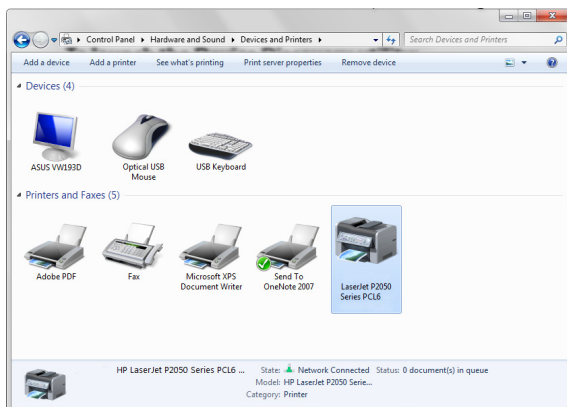 Control Panel ▸ Hardware and Sound ▸ Devices and Printers ▸
Search Devices and Printers
Add a device Add a printer See what's printing Print server properties Remove device
Devices (4)
ASUS VW193D
Optical USB
Mouse
USB Keyboard
Printers and Faxes (5)
Adobe PDF
Fax
Microsoft XPS
Document Writer
Send To
OneNote 2007
LaserJet P2050
Series PCL6
HP LaserJet P2050 Series PCL6 ... State: Network Connected Status: 0 document(s) in queue
Model: HP LaserJet P2050 Serie...
Category: Printer